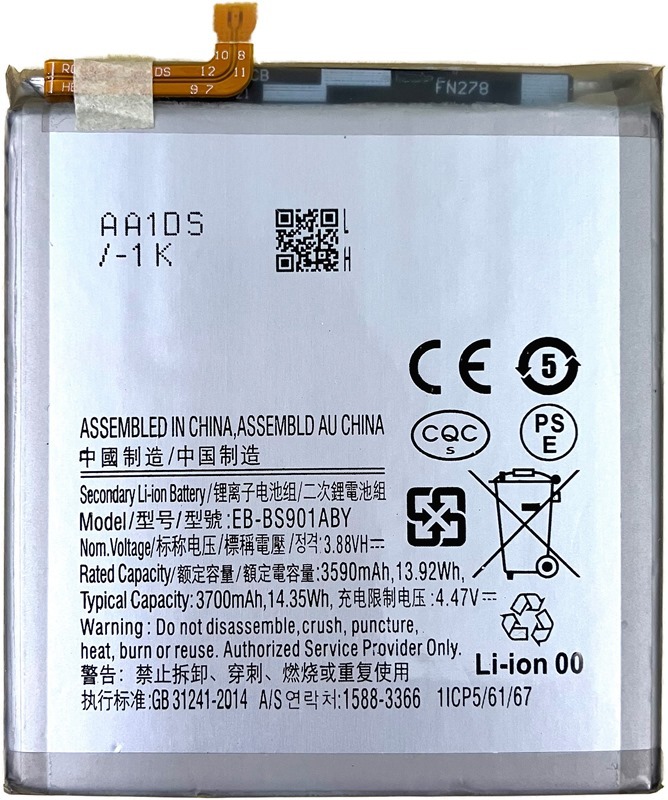 10 8
DS 12 11
9 7
FN278
AA1DS
/-1K
L
H
CE
5
CQC
S
PS
E
ASSEMBLED IN CHINA,ASSEMBLD AU CHINA
中國制造/中国制造
Secondary Li-ion Battery/锂离子电池组/二次鋰電池組
Model/型号/型號:EB-BS901ABY
Nom.Voltage/标称电压/標稱電壓/정격:3.88VH⎓
Rated Capacity/额定容量/額定電容量:3590mAh,13.92Wh,
Typical Capacity:3700mAh,14.35Wh, 充电限制电压:4.47V⎓
Warning: Do not disassemble,crush, puncture,
heat, burn or reuse. Authorized Service Provider Only.
警告: 禁止拆卸、穿刺、燃烧或重复使用
Li-ion 00
执行标准:GB 31241-2014 A/S연락처:1588-3366 1ICP5/61/67